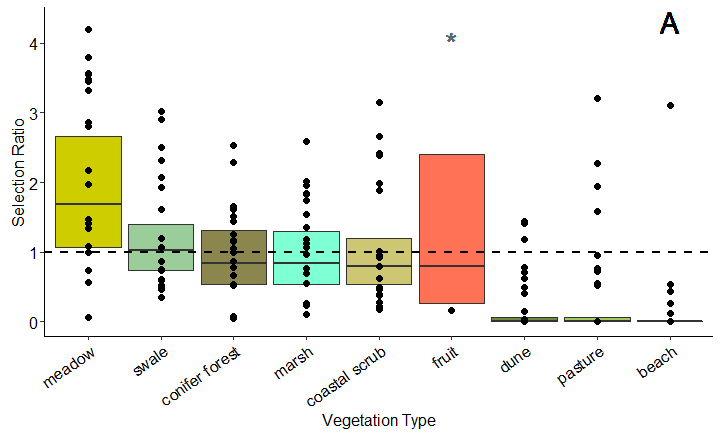 A
Selection Ratio
4
3
2
1
0
*
meadow
swale
conifer forest
marsh
coastal scrub
fruit
dune
pasture
beach
Vegetation Type